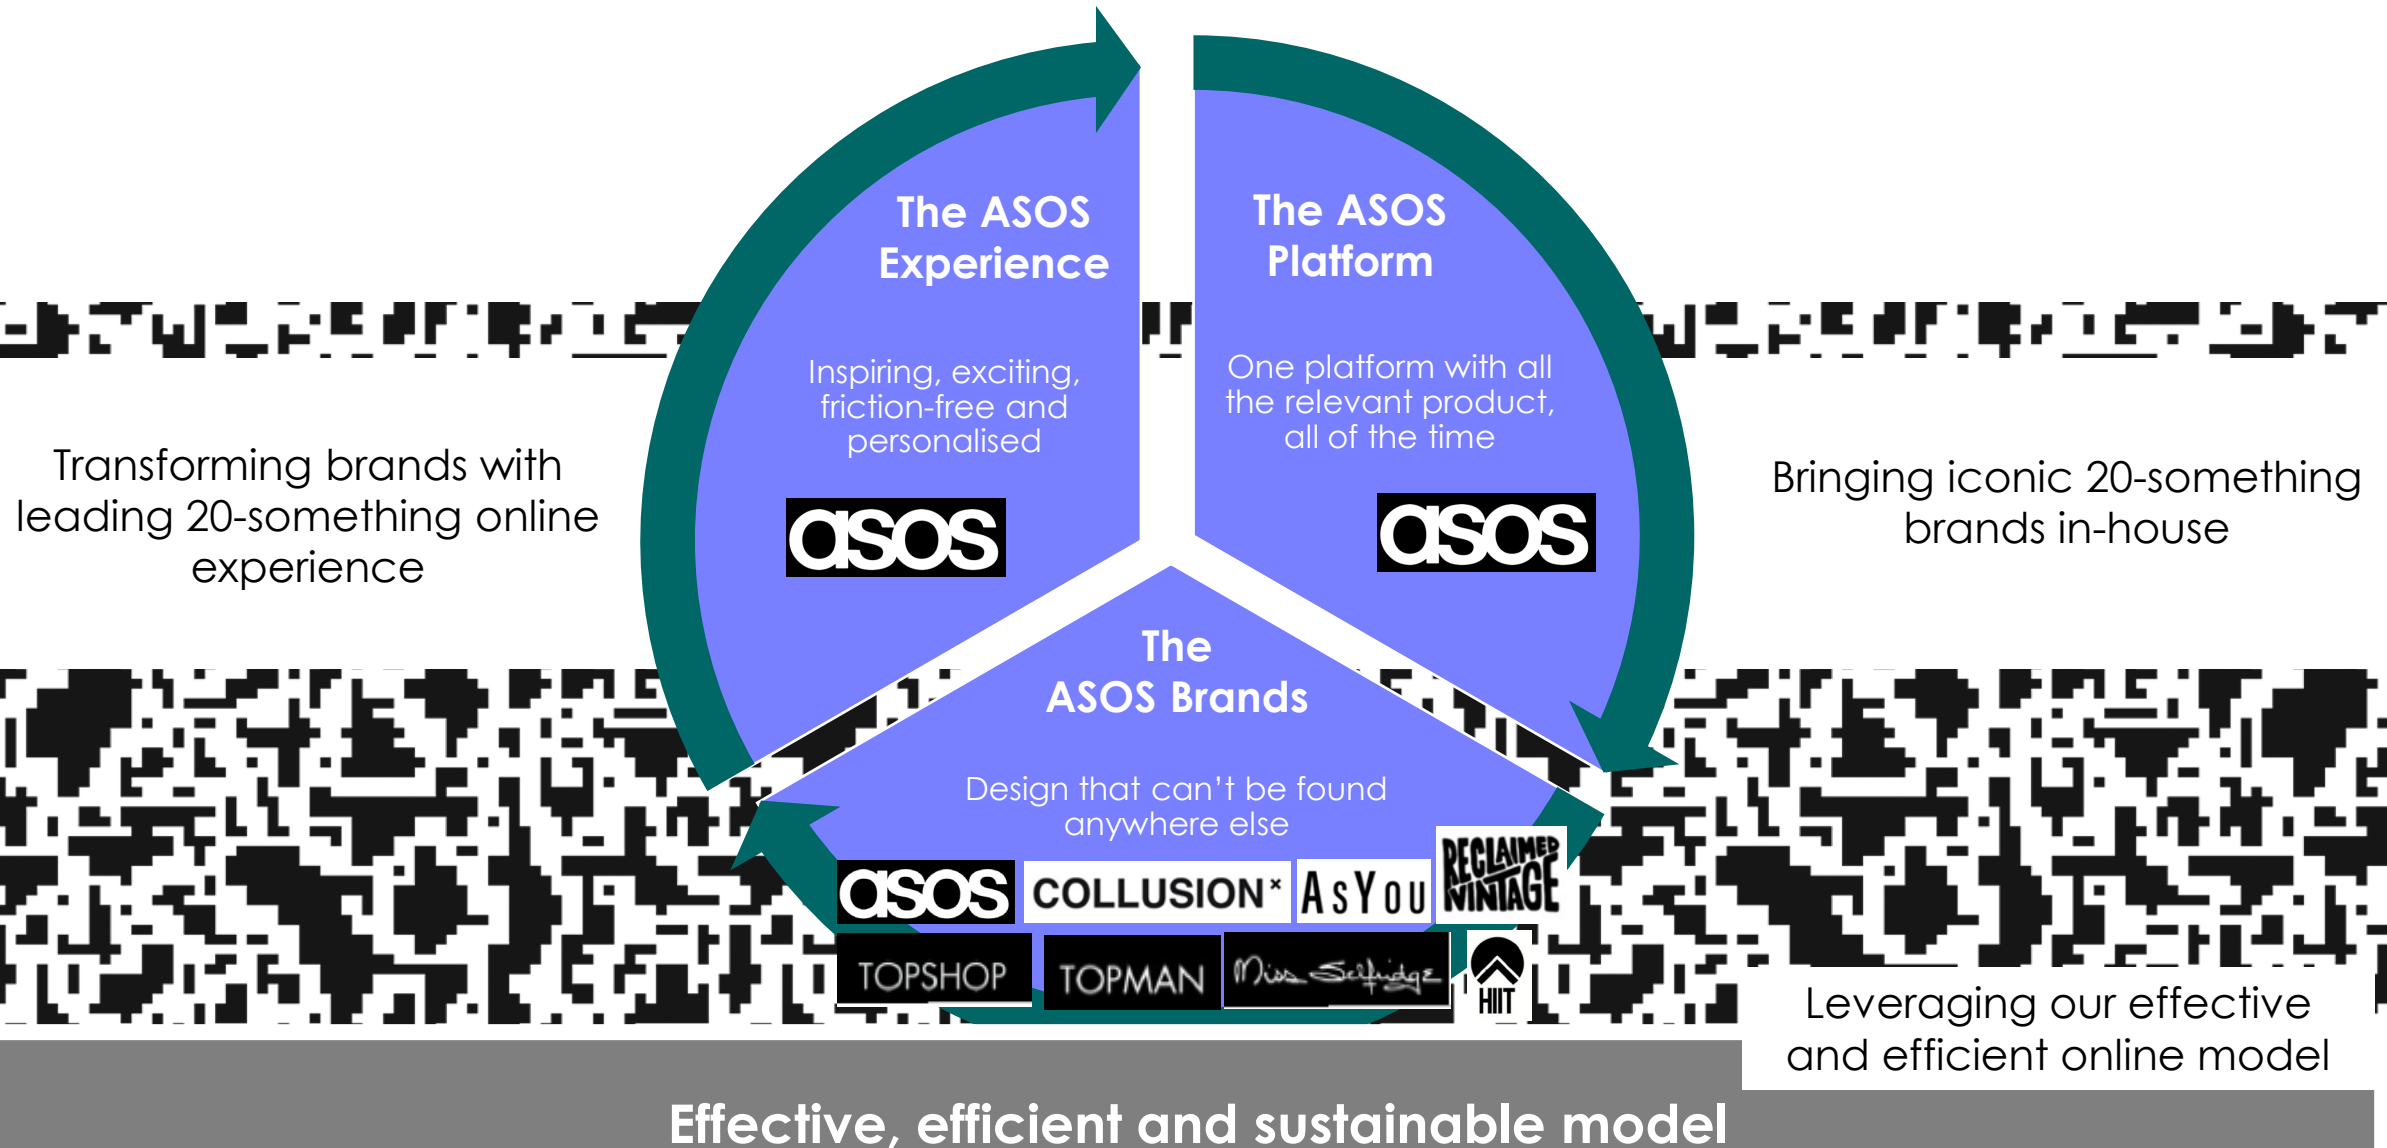 The ASOS
Experience
Inspiring, exciting,
friction-free and
personalised
asos
The ASOS
Platform
One platform with all
the relevant product,
all of the time
asos
Transforming brands with
leading 20-something online
experience
Bringing iconic 20-something
brands in-house
The
ASOS Brands
Design that can't be found
anywhere else
asos
COLLUSION×
AsYou
RECLAIMED
VINTAGE
TOPSHOP
TOPMAN
Miss Selfridge
HIIT
Leveraging our effective
and efficient online model
Effective, efficient and sustainable model